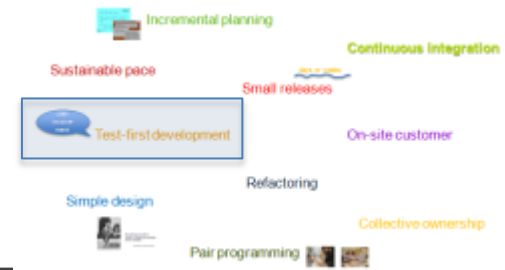 Incremental planning
Continuous integration
Sustainable pace
Small releases
Test-first development
On-site customer
Refactoring
Simple design
Collective ownership
Pair programming